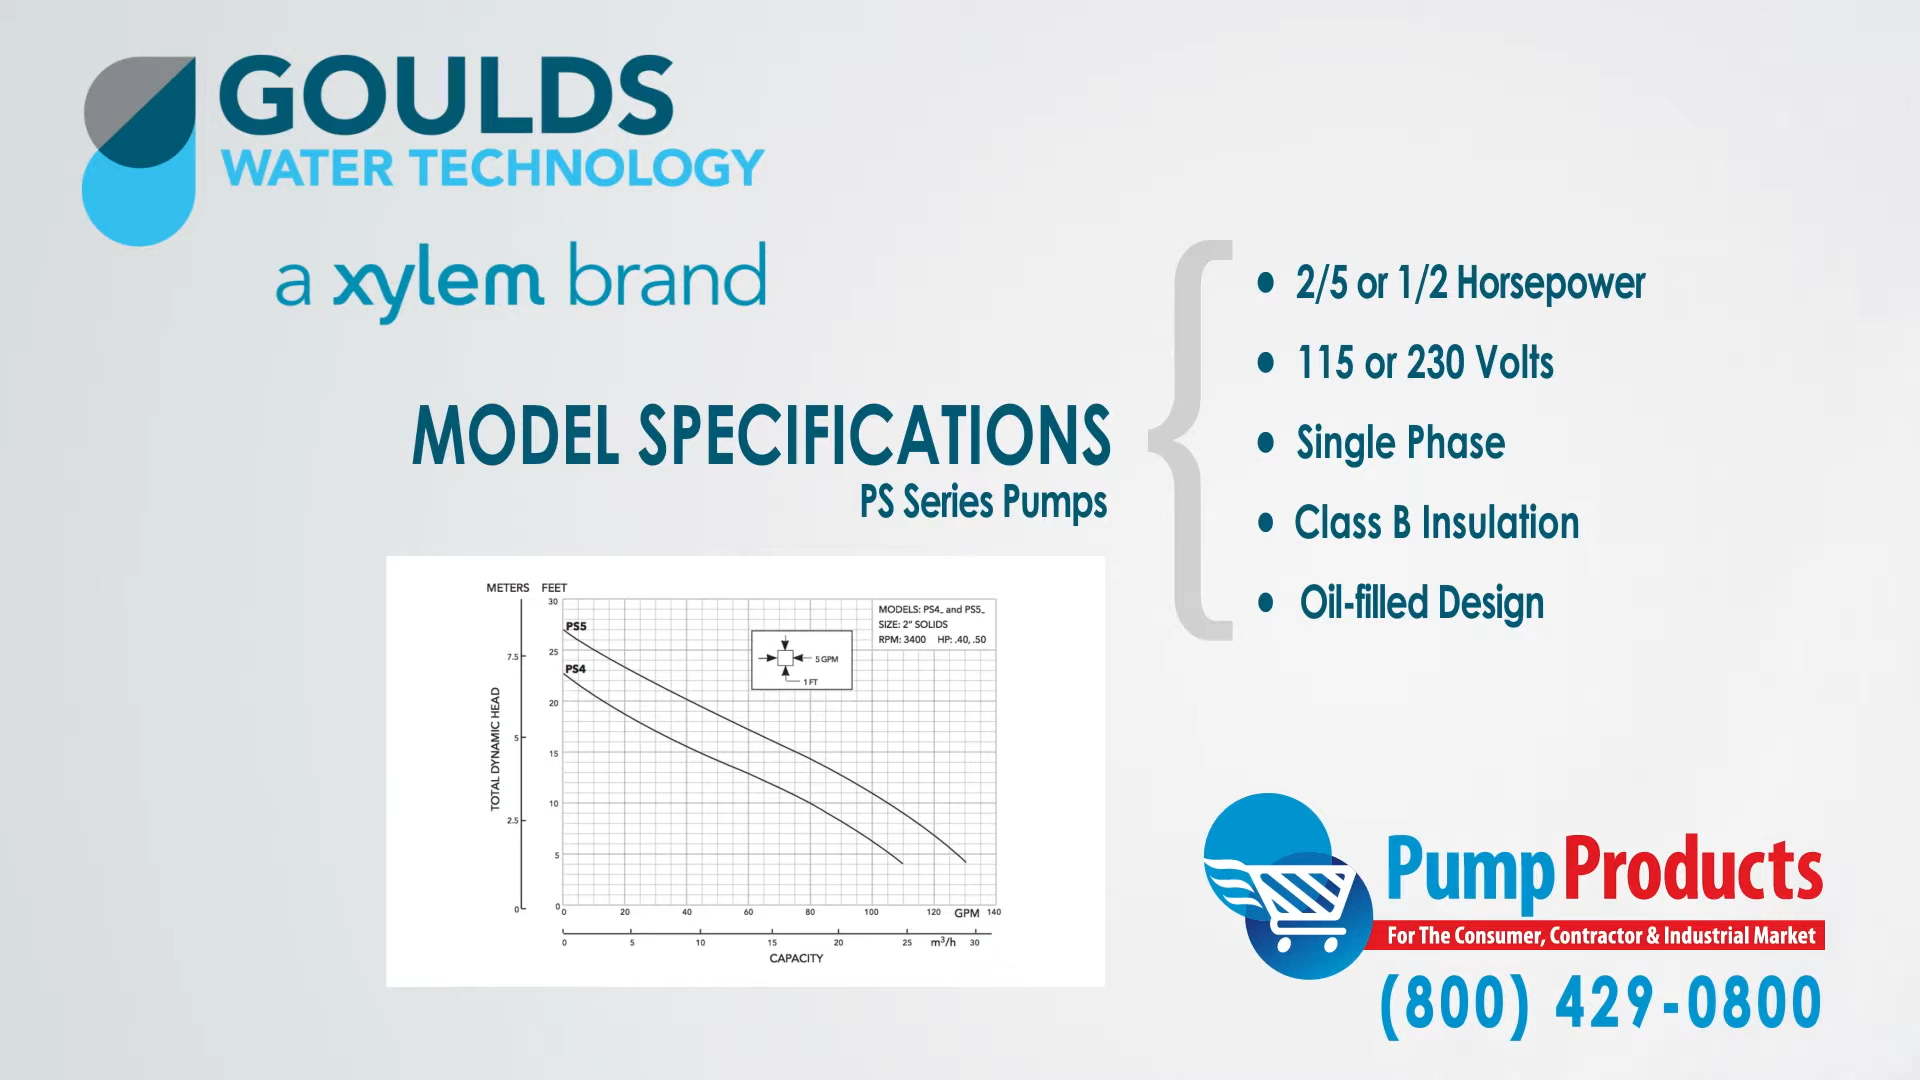 GOULDS
WATER TECHNOLOGY
a xylem brand
MODEL SPECIFICATIONS
PS Series Pumps
• 2/5 or 1/2 Horsepower
• 115 or 230 Volts
• Single Phase
• Class B Insulation
• Oil-filled Design
METERS FEET
MODELS: PS4_ and PS5_
SIZE: 2" SOLIDS
RPM: 3400 HP: .40, .50
5 GPM
1 FT
PS5
PS4
TOTAL DYNAMIC HEAD
7.5
5
2.5
0
30
25
20
15
10
5
0
0 20 40 60 80 100 120 GPM 140
0 5 10 15 20 25 m³/h 30
CAPACITY
Pump Products
For The Consumer, Contractor & Industrial Market
(800) 429-0800